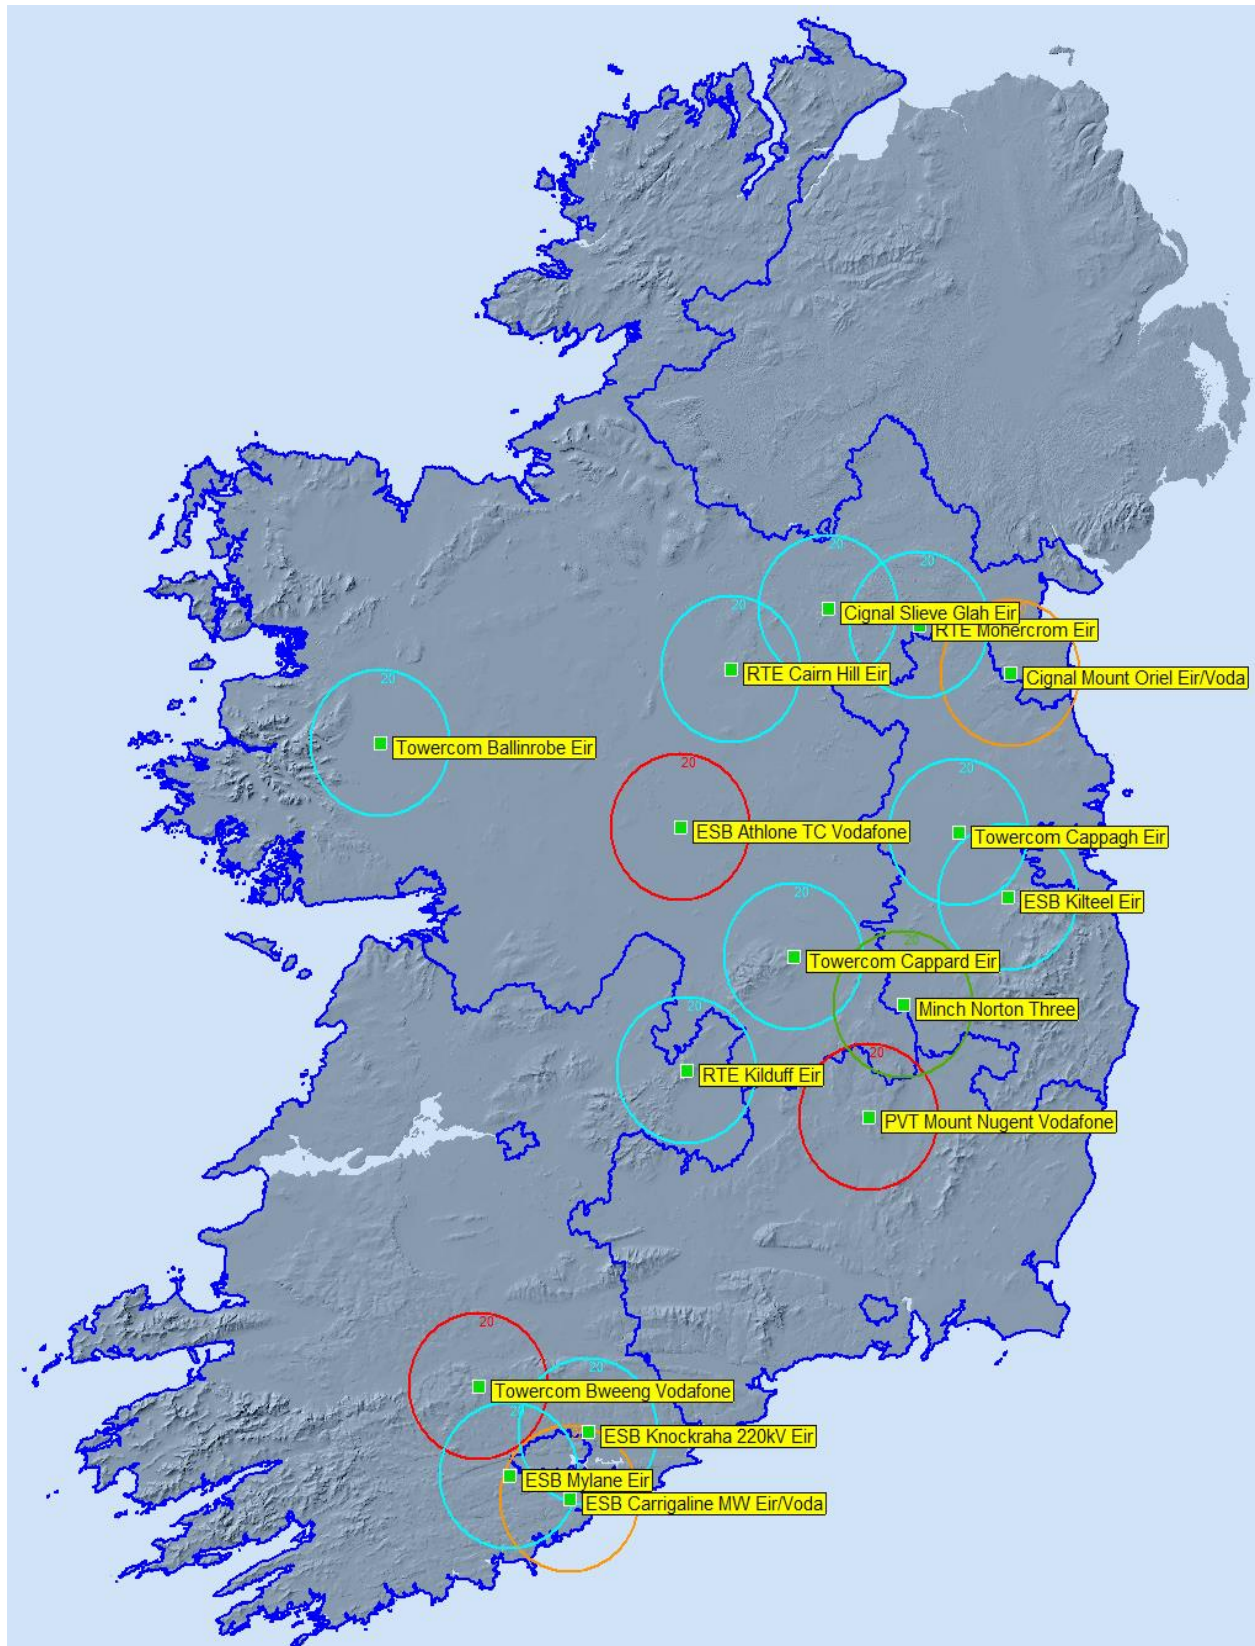 20
20
Cignal Slieve Glah Eir
RTE Mohercrom Eir
20
RTE Cairn Hill Eir
Cignal Mount Oriel Eir/Voda
20
Towercom Ballinrobe Eir
20
20
ESB Athlone TC Vodafone
Towercom Cappagh Eir
20
ESB Kilteel Eir
20
Towercom Cappard Eir
20
Minch Norton Three
20
RTE Kilduff Eir
20
PVT Mount Nugent Vodafone
20
Towercom Bweeng Vodafone
20
20
ESB Knockraha 220kV Eir
ESB Mylane Eir
ESB Carrigaline MW Eir/Voda